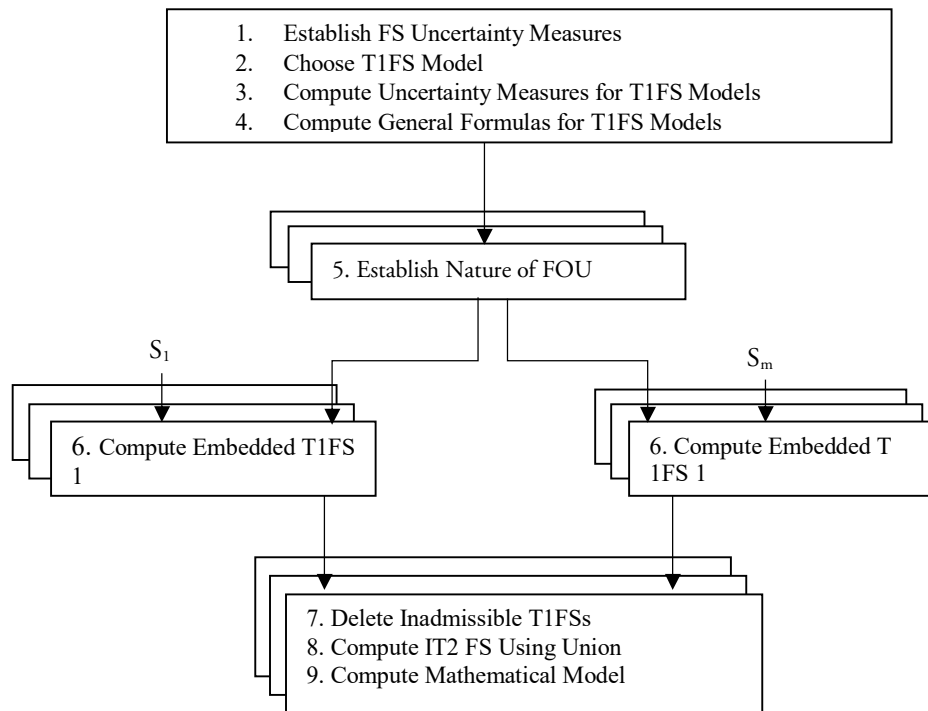 1. Establish FS Uncertainty Measures
2. Choose T1FS Model
3. Compute Uncertainty Measures for T1FS Models
4. Compute General Formulas for T1FS Models
5. Establish Nature of FOU
S1
Sm
6. Compute Embedded T1FS
1
6. Compute Embedded T
1FS 1
7. Delete Inadmissible T1FSs
8. Compute IT2 FS Using Union
9. Compute Mathematical Model